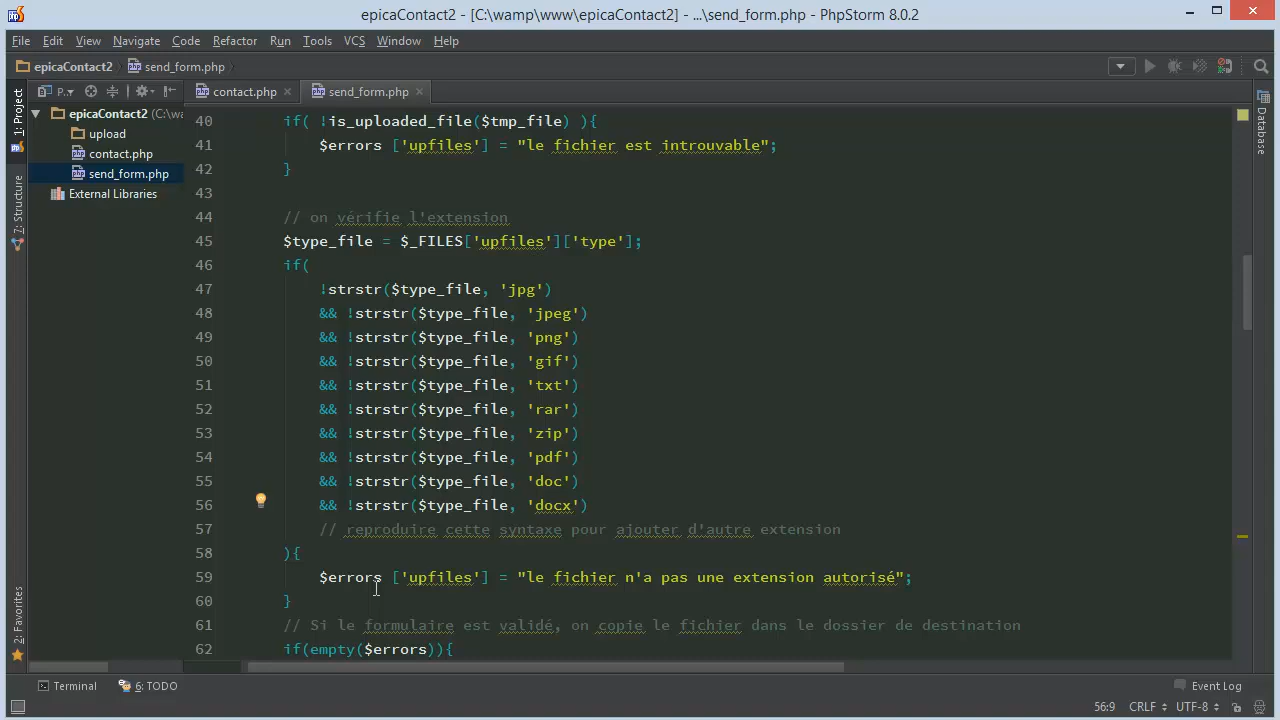 epicaContact2 - [C:\wamp\www\epicaContact2] - ...\send_form.php - PhpStorm 8.0.2
File Edit View Navigate Code Refactor Run Tools VCS Window Help
epicaContact2 send_form.php
1: Project
7: Structure
2: Favorites
P..
epicaContact2 (C:\wa
upload
contact.php
send_form.php
External Libraries
contact.php send_form.php
40 if( !is_uploaded_file($tmp_file) ){
41 $errors ['upfiles'] = "le fichier est introuvable";
42 }
43
44 // on vérifie l'extension
45 $type_file = $_FILES['upfiles']['type'];
46 if(
47 !strstr($type_file, 'jpg')
48 && !strstr($type_file, 'jpeg')
49 && !strstr($type_file, 'png')
50 && !strstr($type_file, 'gif')
51 && !strstr($type_file, 'txt')
52 && !strstr($type_file, 'rar')
53 && !strstr($type_file, 'zip')
54 && !strstr($type_file, 'pdf')
55 && !strstr($type_file, 'doc')
56 && !strstr($type_file, 'docx')
57 // reproduire cette syntaxe pour ajouter d'autre extension
58 ){
59 $errors ['upfiles'] = "le fichier n'a pas une extension autorisé";
60 }
61 // Si le formulaire est validé, on copie le fichier dans le dossier de destination
62 if(empty($errors)){
Database
Terminal 6: TODO Event Log
56:9 CRLF UTF-8